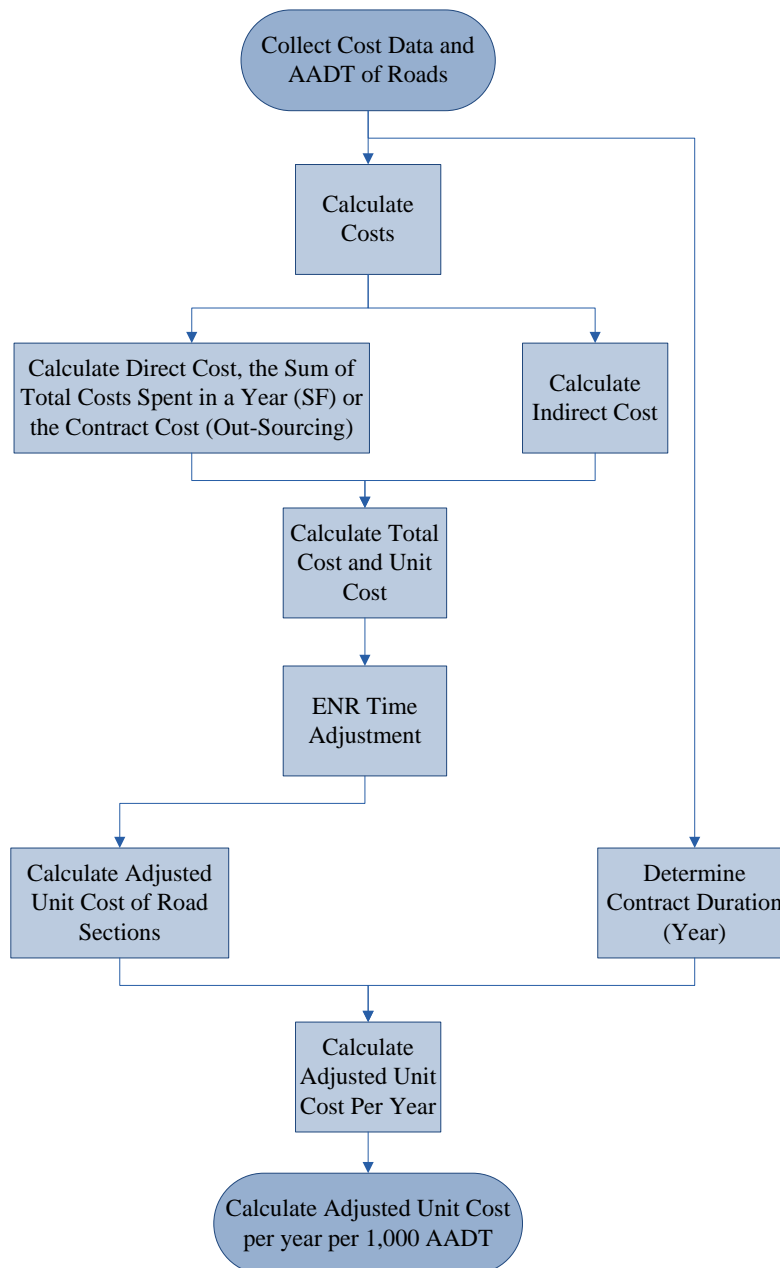 Collect Cost Data and
AADT of Roads
Calculate
Costs
Calculate Direct Cost, the Sum of
Total Costs Spent in a Year (SF) or
the Contract Cost (Out-Sourcing)
Calculate
Indirect Cost
Calculate Total
Cost and Unit
Cost
ENR Time
Adjustment
Calculate Adjusted
Unit Cost of Road
Sections
Determine
Contract Duration
(Year)
Calculate
Adjusted Unit
Cost Per Year
Calculate Adjusted Unit Cost
per year per 1,000 AADT